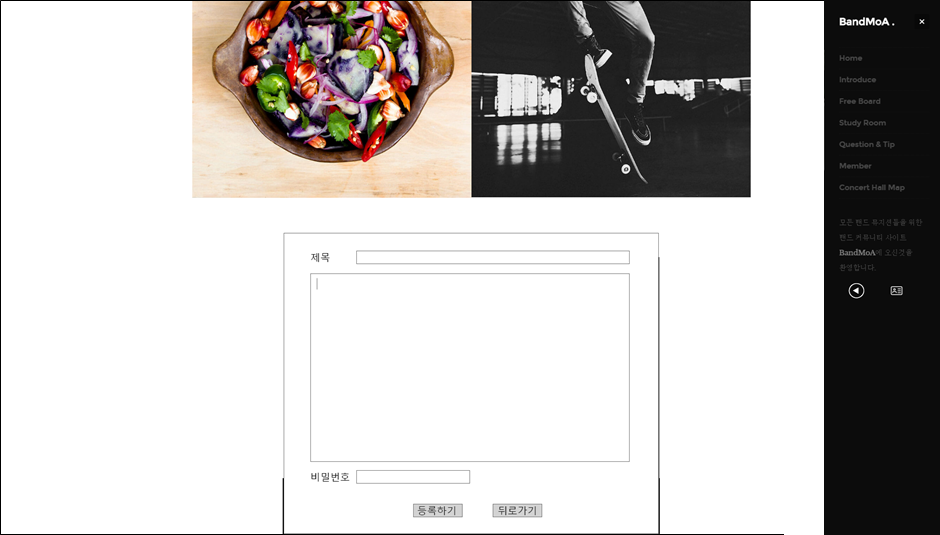 BandMoA .
×
Home
Introduce
Free Board
Study Room
Question & Tip
Member
Concert Hall Map
모든 밴드 뮤지션들을 위한
밴드 커뮤니티 사이트
BandMoA에 오신것을
환영합니다.
제목
비밀번호
등록하기
뒤로가기